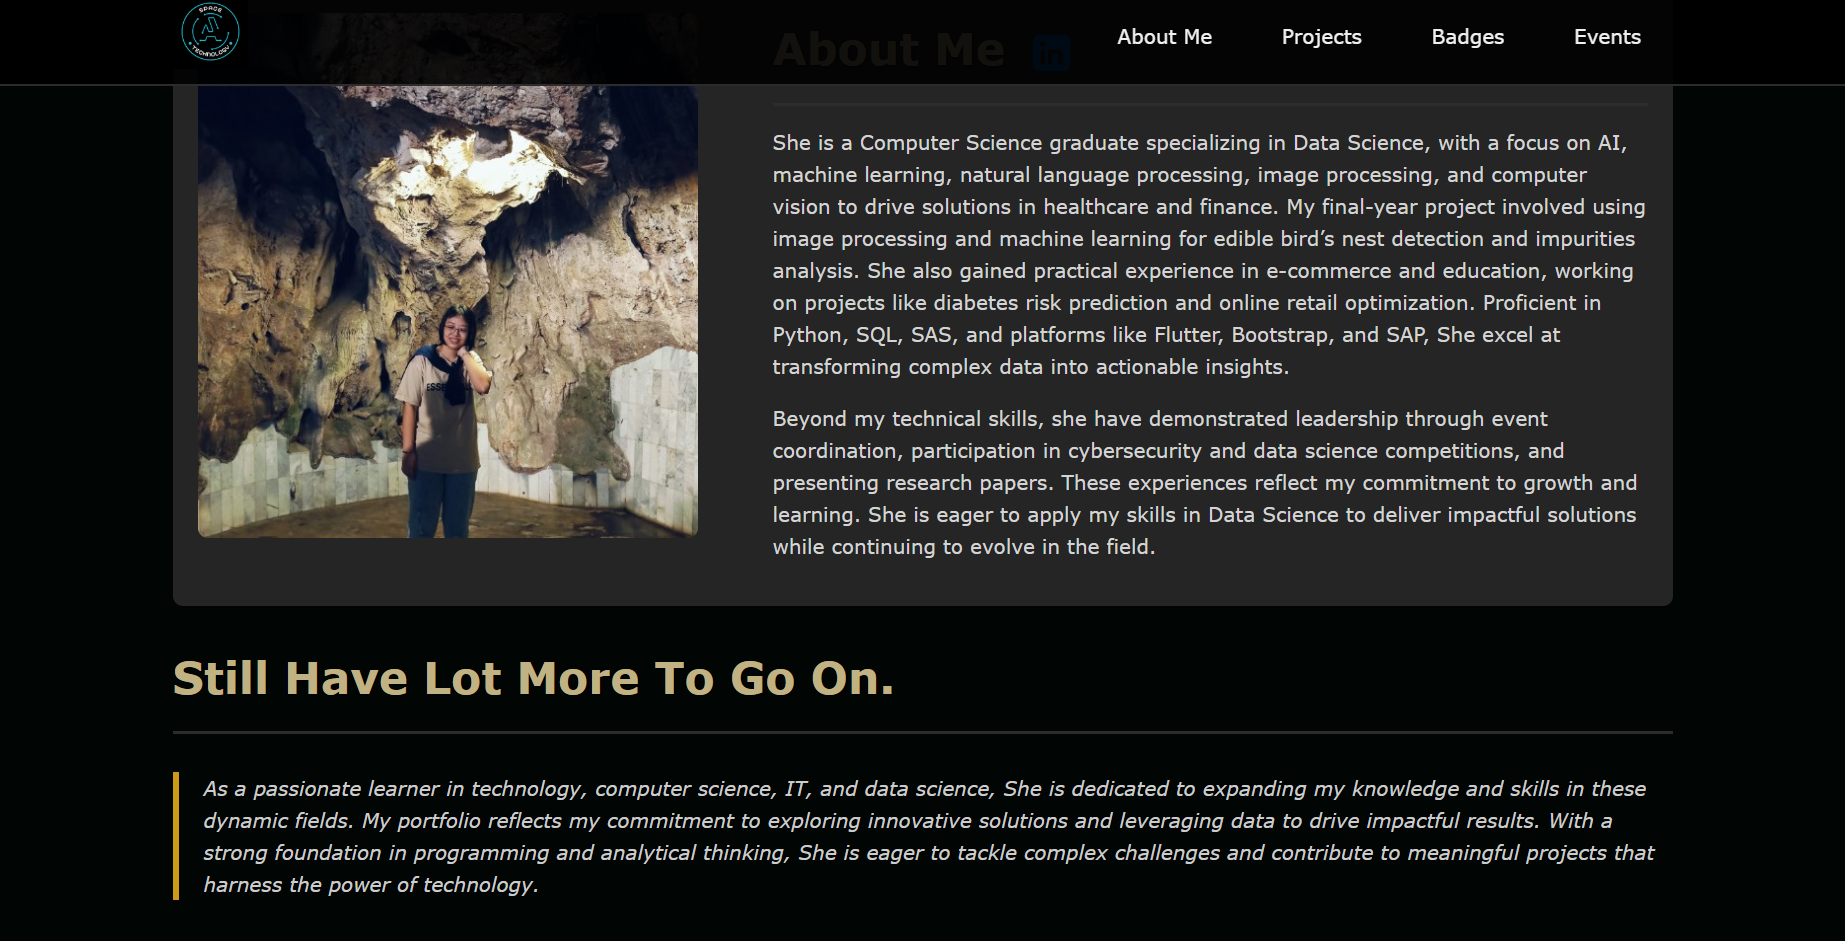 SPACE
A
TECHNOLOGY
About Me
Projects
Badges
Events
About Me in
She is a Computer Science graduate specializing in Data Science, with a focus on AI,
machine learning, natural language processing, image processing, and computer
vision to drive solutions in healthcare and finance. My final-year project involved using
image processing and machine learning for edible bird’s nest detection and impurities
analysis. She also gained practical experience in e-commerce and education, working
on projects like diabetes risk prediction and online retail optimization. Proficient in
Python, SQL, SAS, and platforms like Flutter, Bootstrap, and SAP, She excel at
transforming complex data into actionable insights.
Beyond my technical skills, she have demonstrated leadership through event
coordination, participation in cybersecurity and data science competitions, and
presenting research papers. These experiences reflect my commitment to growth and
learning. She is eager to apply my skills in Data Science to deliver impactful solutions
while continuing to evolve in the field.
Still Have Lot More To Go On.
As a passionate learner in technology, computer science, IT, and data science, She is dedicated to expanding my knowledge and skills in these
dynamic fields. My portfolio reflects my commitment to exploring innovative solutions and leveraging data to drive impactful results. With a
strong foundation in programming and analytical thinking, She is eager to tackle complex challenges and contribute to meaningful projects that
harness the power of technology.